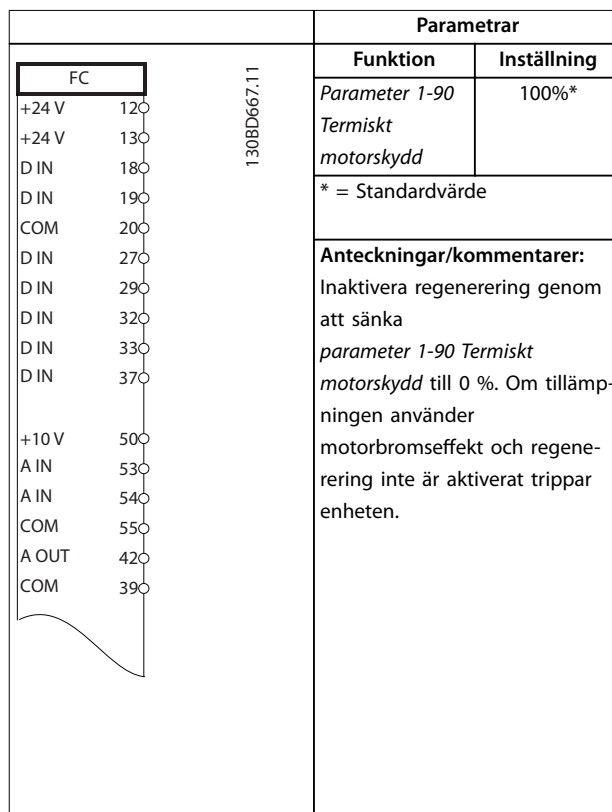 FC
+24 V 12
+24 V 13
D IN 18
D IN 19
COM 20
D IN 27
D IN 29
D IN 32
D IN 33
D IN 37
+10 V 50
A IN 53
A IN 54
COM 55
A OUT 42
COM 39
130BD667.11
Parametrar
Funktion Inställning
Parameter 1-90 100%*
Termiskt
motorskydd
* = Standardvärde
Anteckningar/kommentarer:
Inaktivera regenerering genom
att sänka
parameter 1-90 Termiskt
motorskydd till 0 %. Om tillämp-
ningen använder
motorbromseffekt och regene-
rering inte är aktiverat trippar
enheten.